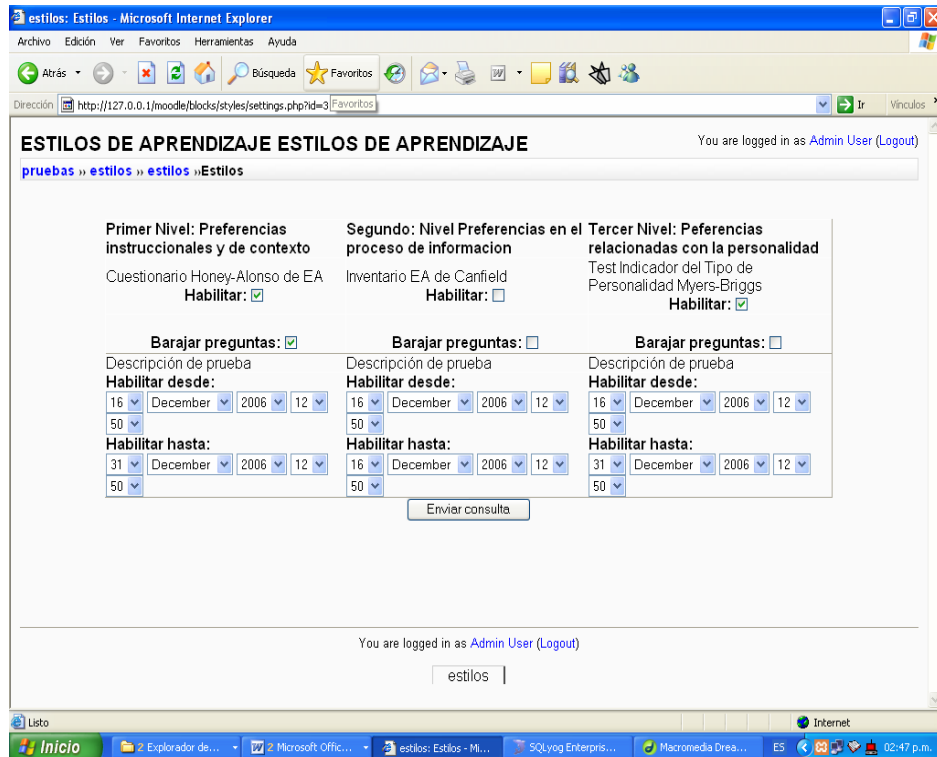 estilos: Estilos - Microsoft Internet Explorer
Archivo Edición Ver Favoritos Herramientas Ayuda
Atrás Búsqueda Favoritos
Dirección http://127.0.0.1/moodle/blocks/styles/settings.php?id=3 Favoritos Ir Vínculos
ESTILOS DE APRENDIZAJE ESTILOS DE APRENDIZAJE
You are logged in as Admin User (Logout)
pruebas » estilos » estilos »Estilos
Primer Nivel: Preferencias
instruccionales y de contexto
Cuestionario Honey-Alonso de EA
Habilitar:
Barajar preguntas:
Descripción de prueba
Habilitar desde:
16 December 2006 12
50
Habilitar hasta:
31 December 2006 12
50
Segundo: Nivel Preferencias en el
proceso de informacion
Inventario EA de Canfield
Habilitar:
Barajar preguntas:
Descripción de prueba
Habilitar desde:
16 December 2006 12
50
Habilitar hasta:
16 December 2006 12
50
Tercer Nivel: Peferencias
relacionadas con la personalidad
Test Indicador del Tipo de
Personalidad Myers-Briggs
Habilitar:
Barajar preguntas:
Descripción de prueba
Habilitar desde:
16 December 2006 12
50
Habilitar hasta:
31 December 2006 12
50
Enviar consulta
You are logged in as Admin User (Logout)
estilos
Listo Internet
Inicio 2 Explorador de... 2 Microsoft Offic... estilos: Estilos - Mi... SQLyog Enterpris... Macromedia Drea... ES 02:47 p.m.